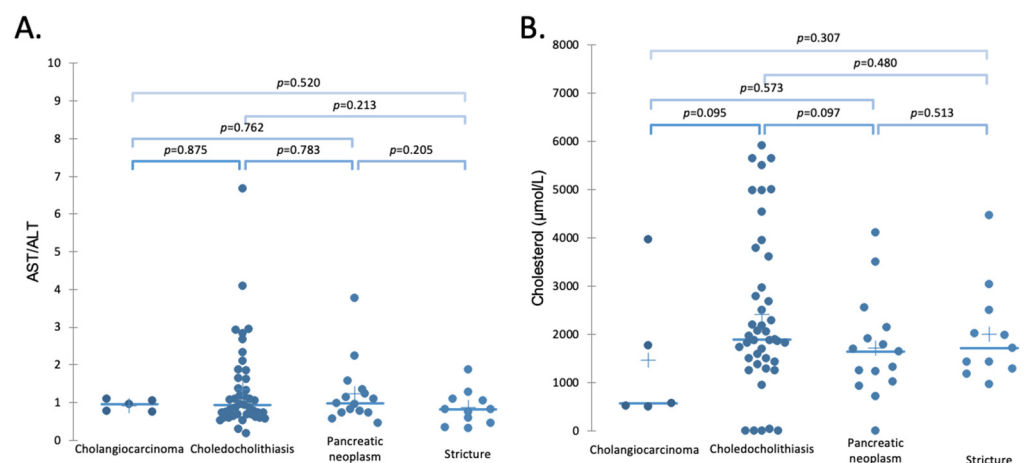 A.
10
9
8
7
6
5
4
3
2
1
0
AST/ALT
p=0.520
p=0.213
p=0.762
p=0.875
p=0.783
p=0.205
Cholangiocarcinoma
Choledocholithiasis
Pancreatic
neoplasm
Stricture
B.
8000
7000
6000
5000
4000
3000
2000
1000
0
Cholesterol (µmol/L)
p=0.307
p=0.480
p=0.573
p=0.095
p=0.097
p=0.513
Cholangiocarcinoma
Choledocholithiasis
Pancreatic
neoplasm
Stricture